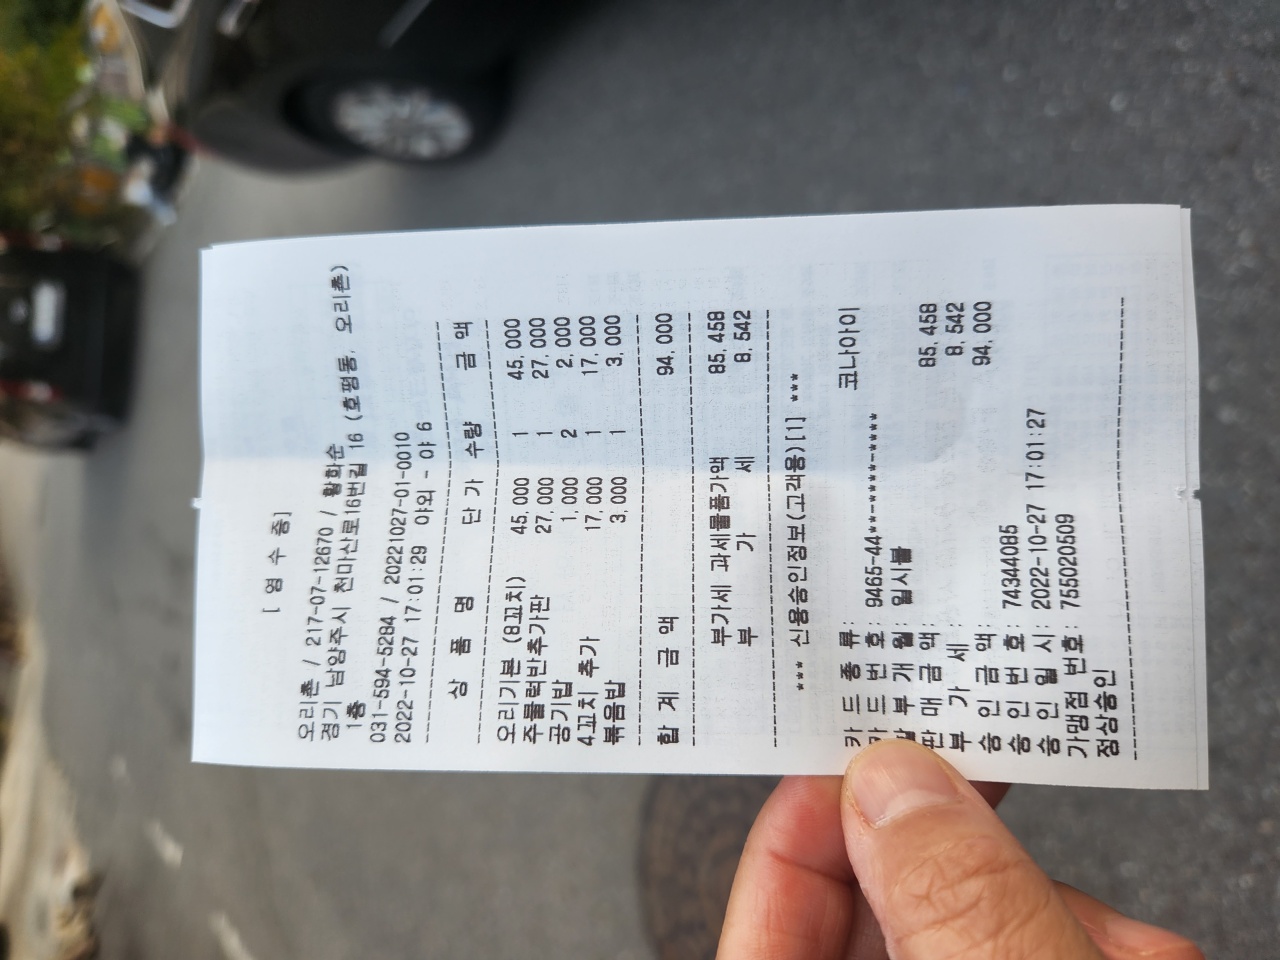 [ 영 수 증]
오리촌 / 217-07-12670 / 황화순
경기 남양주시 천마산로16번길 16 (호평동, 오리촌)
1층
031-594-5284 / 20221027-01-0010
2022-10-27 17:01:29 야외 - 야 6
상 품 명 단 가 수량 금 액
오리기본 (8꼬치) 45,000 1 45,000
주물럭반추가판 27,000 1 27,000
공기밥 1,000 2 2,000
4꼬치 추가 17,000 1 17,000
볶음밥 3,000 1 3,000
합 계 금 액 94,000
부가세 과세물품가액 85,458
부 가 세 8,542
*** 신용승인정보(고객용)[1] ***
카 드 종 류: 코나아이
카 드 번 호: 9465-44**-****-****
할 부 개 월: 일시불
판 매 금 액: 85,458
부 가 세: 8,542
승 인 금 액: 94,000
승 인 번 호: 74344085
승 인 일 시: 2022-10-27 17:01:27
가맹점 번호: 755020509
정상승인